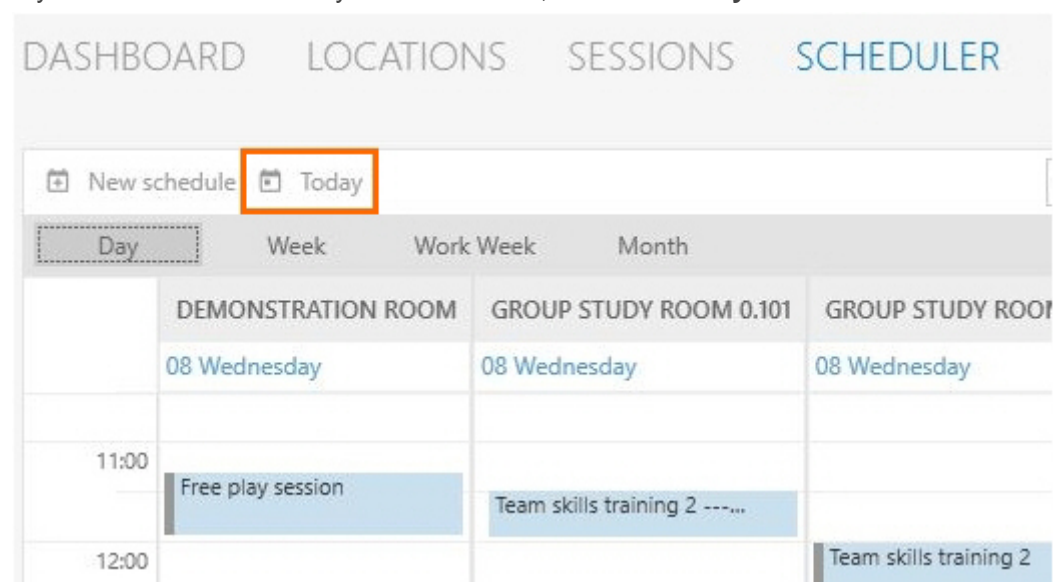 DASHBOARD LOCATIONS SESSIONS SCHEDULER
New schedule Today
Day Week Work Week Month
DEMONSTRATION ROOM GROUP STUDY ROOM 0.101 GROUP STUDY
08 Wednesday 08 Wednesday 08 Wednesday
11:00
Free play session
Team skills training 2 ---...
12:00
Team skills training 2